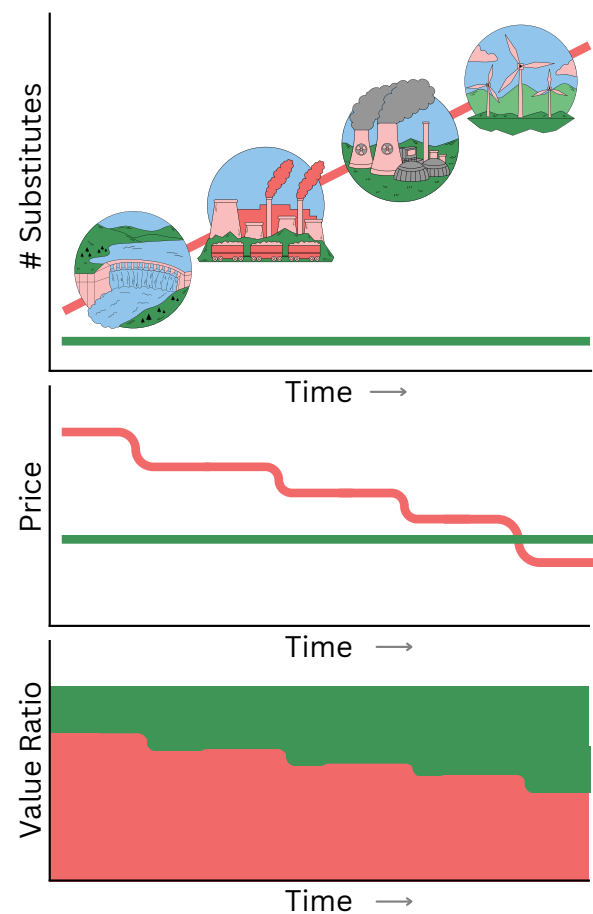 # Substitutes
Time →
Price
Time →
Value Ratio
Time →